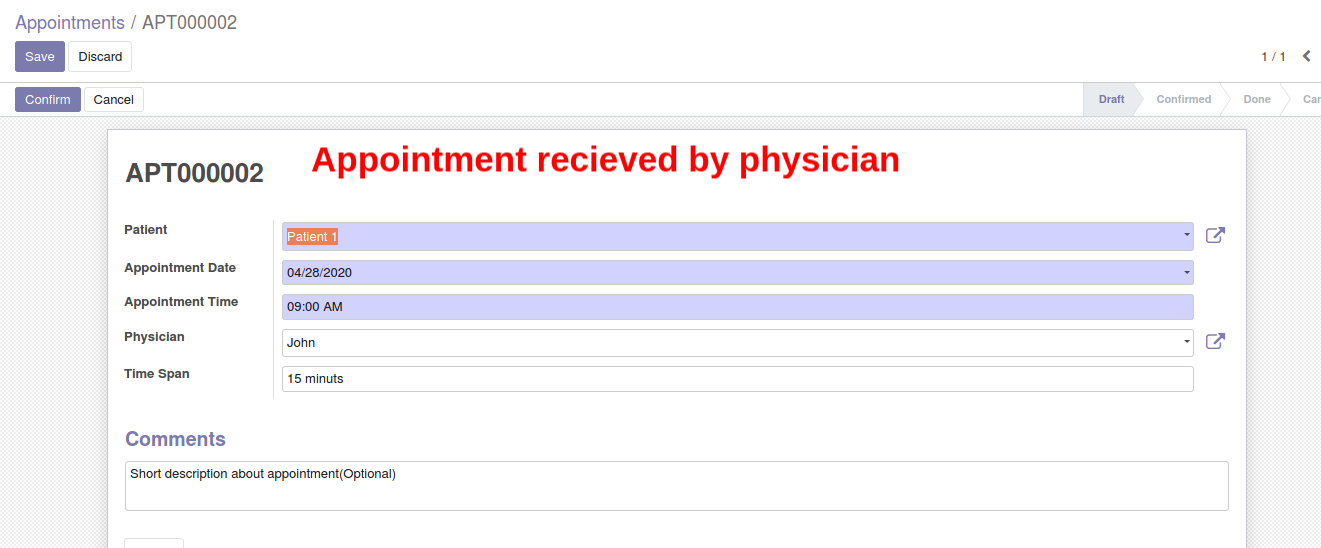 Appointments / APT000002
Save Discard
1 / 1
Confirm Cancel
Draft Confirmed Done
APT000002
Appointment recieved by physician
Patient Patient 1
Appointment Date 04/28/2020
Appointment Time 09:00 AM
Physician John
Time Span 15 minuts
Comments
Short description about appointment(Optional)